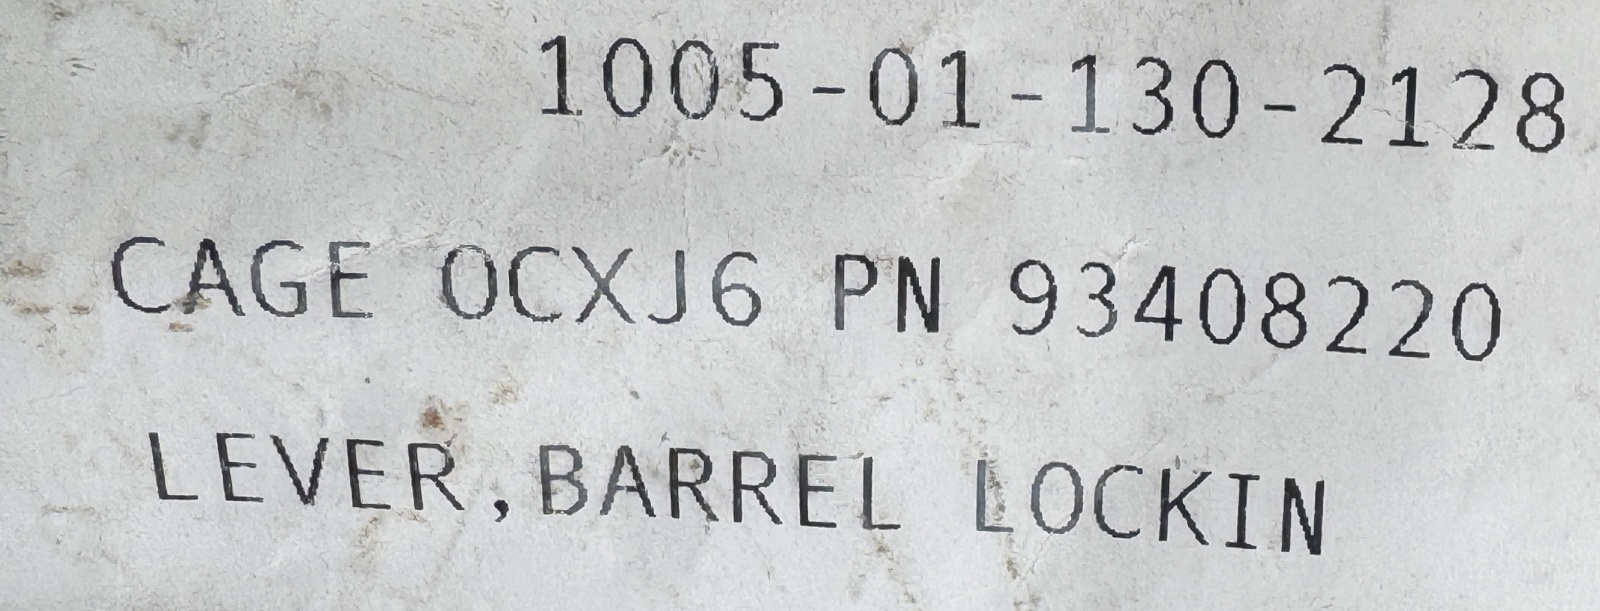 1005-01-130-2128
CAGE 0CXJ6 PN 93408220
LEVER,BARREL LOCKIN